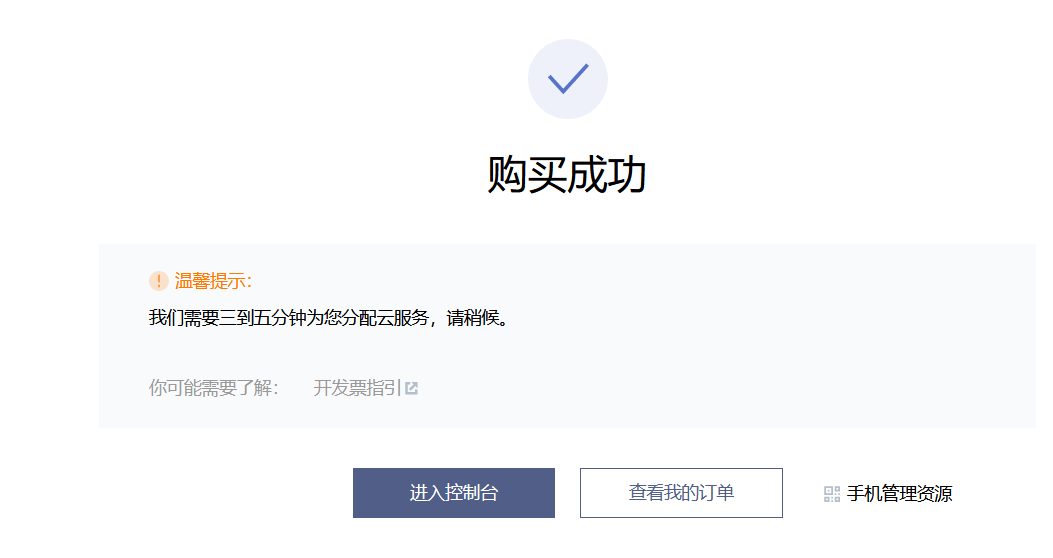 购买成功
温馨提示：
我们需要三到五分钟为您分配云服务，请稍候。
你可能需要了解： 开发票指引
进入控制台 查看我的订单 手机管理资源